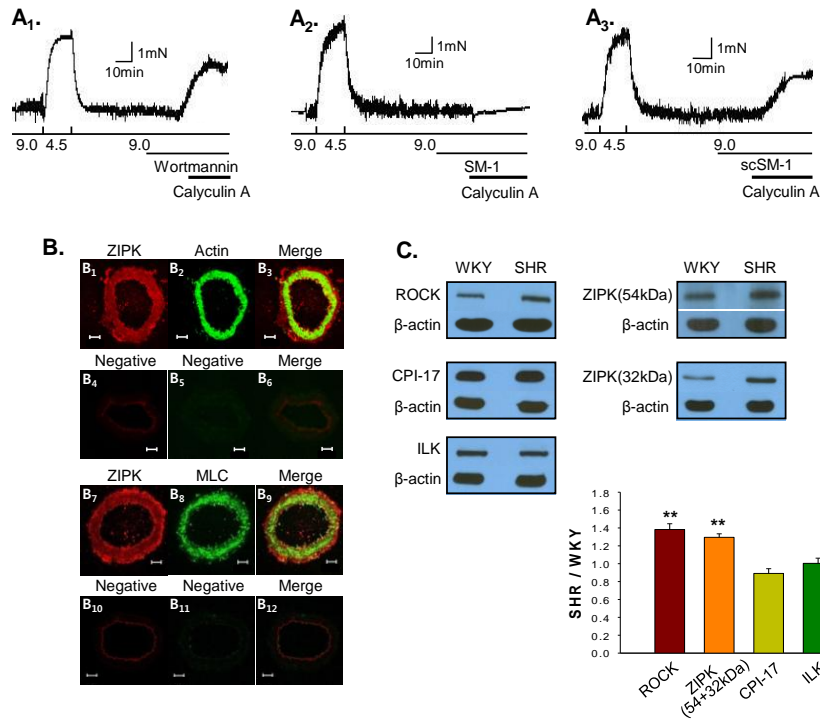 A1.
1mN
10min
9.0 4.5 9.0
Wortmannin
Calyculin A
A2.
1mN
10min
9.0 4.5 9.0
SM-1
Calyculin A
A3.
1mN
10min
9.0 4.5 9.0
scSM-1
Calyculin A
B.
ZIPK Actin Merge
B1 B2 B3
Negative Negative Merge
B4 B5 B6
ZIPK MLC Merge
B7 B8 B9
Negative Negative Merge
B10 B11 B12
C.
WKY SHR
ROCK
β-actin
CPI-17
β-actin
ILK
β-actin
WKY SHR
ZIPK(54kDa)
β-actin
ZIPK(32kDa)
β-actin
SHR / WKY
1.8
1.6
1.4
1.2
1.0
0.8
0.6
0.4
0.2
0.0
** **
ROCK
ZIPK
(54+32kDa)
CPI-17
ILK